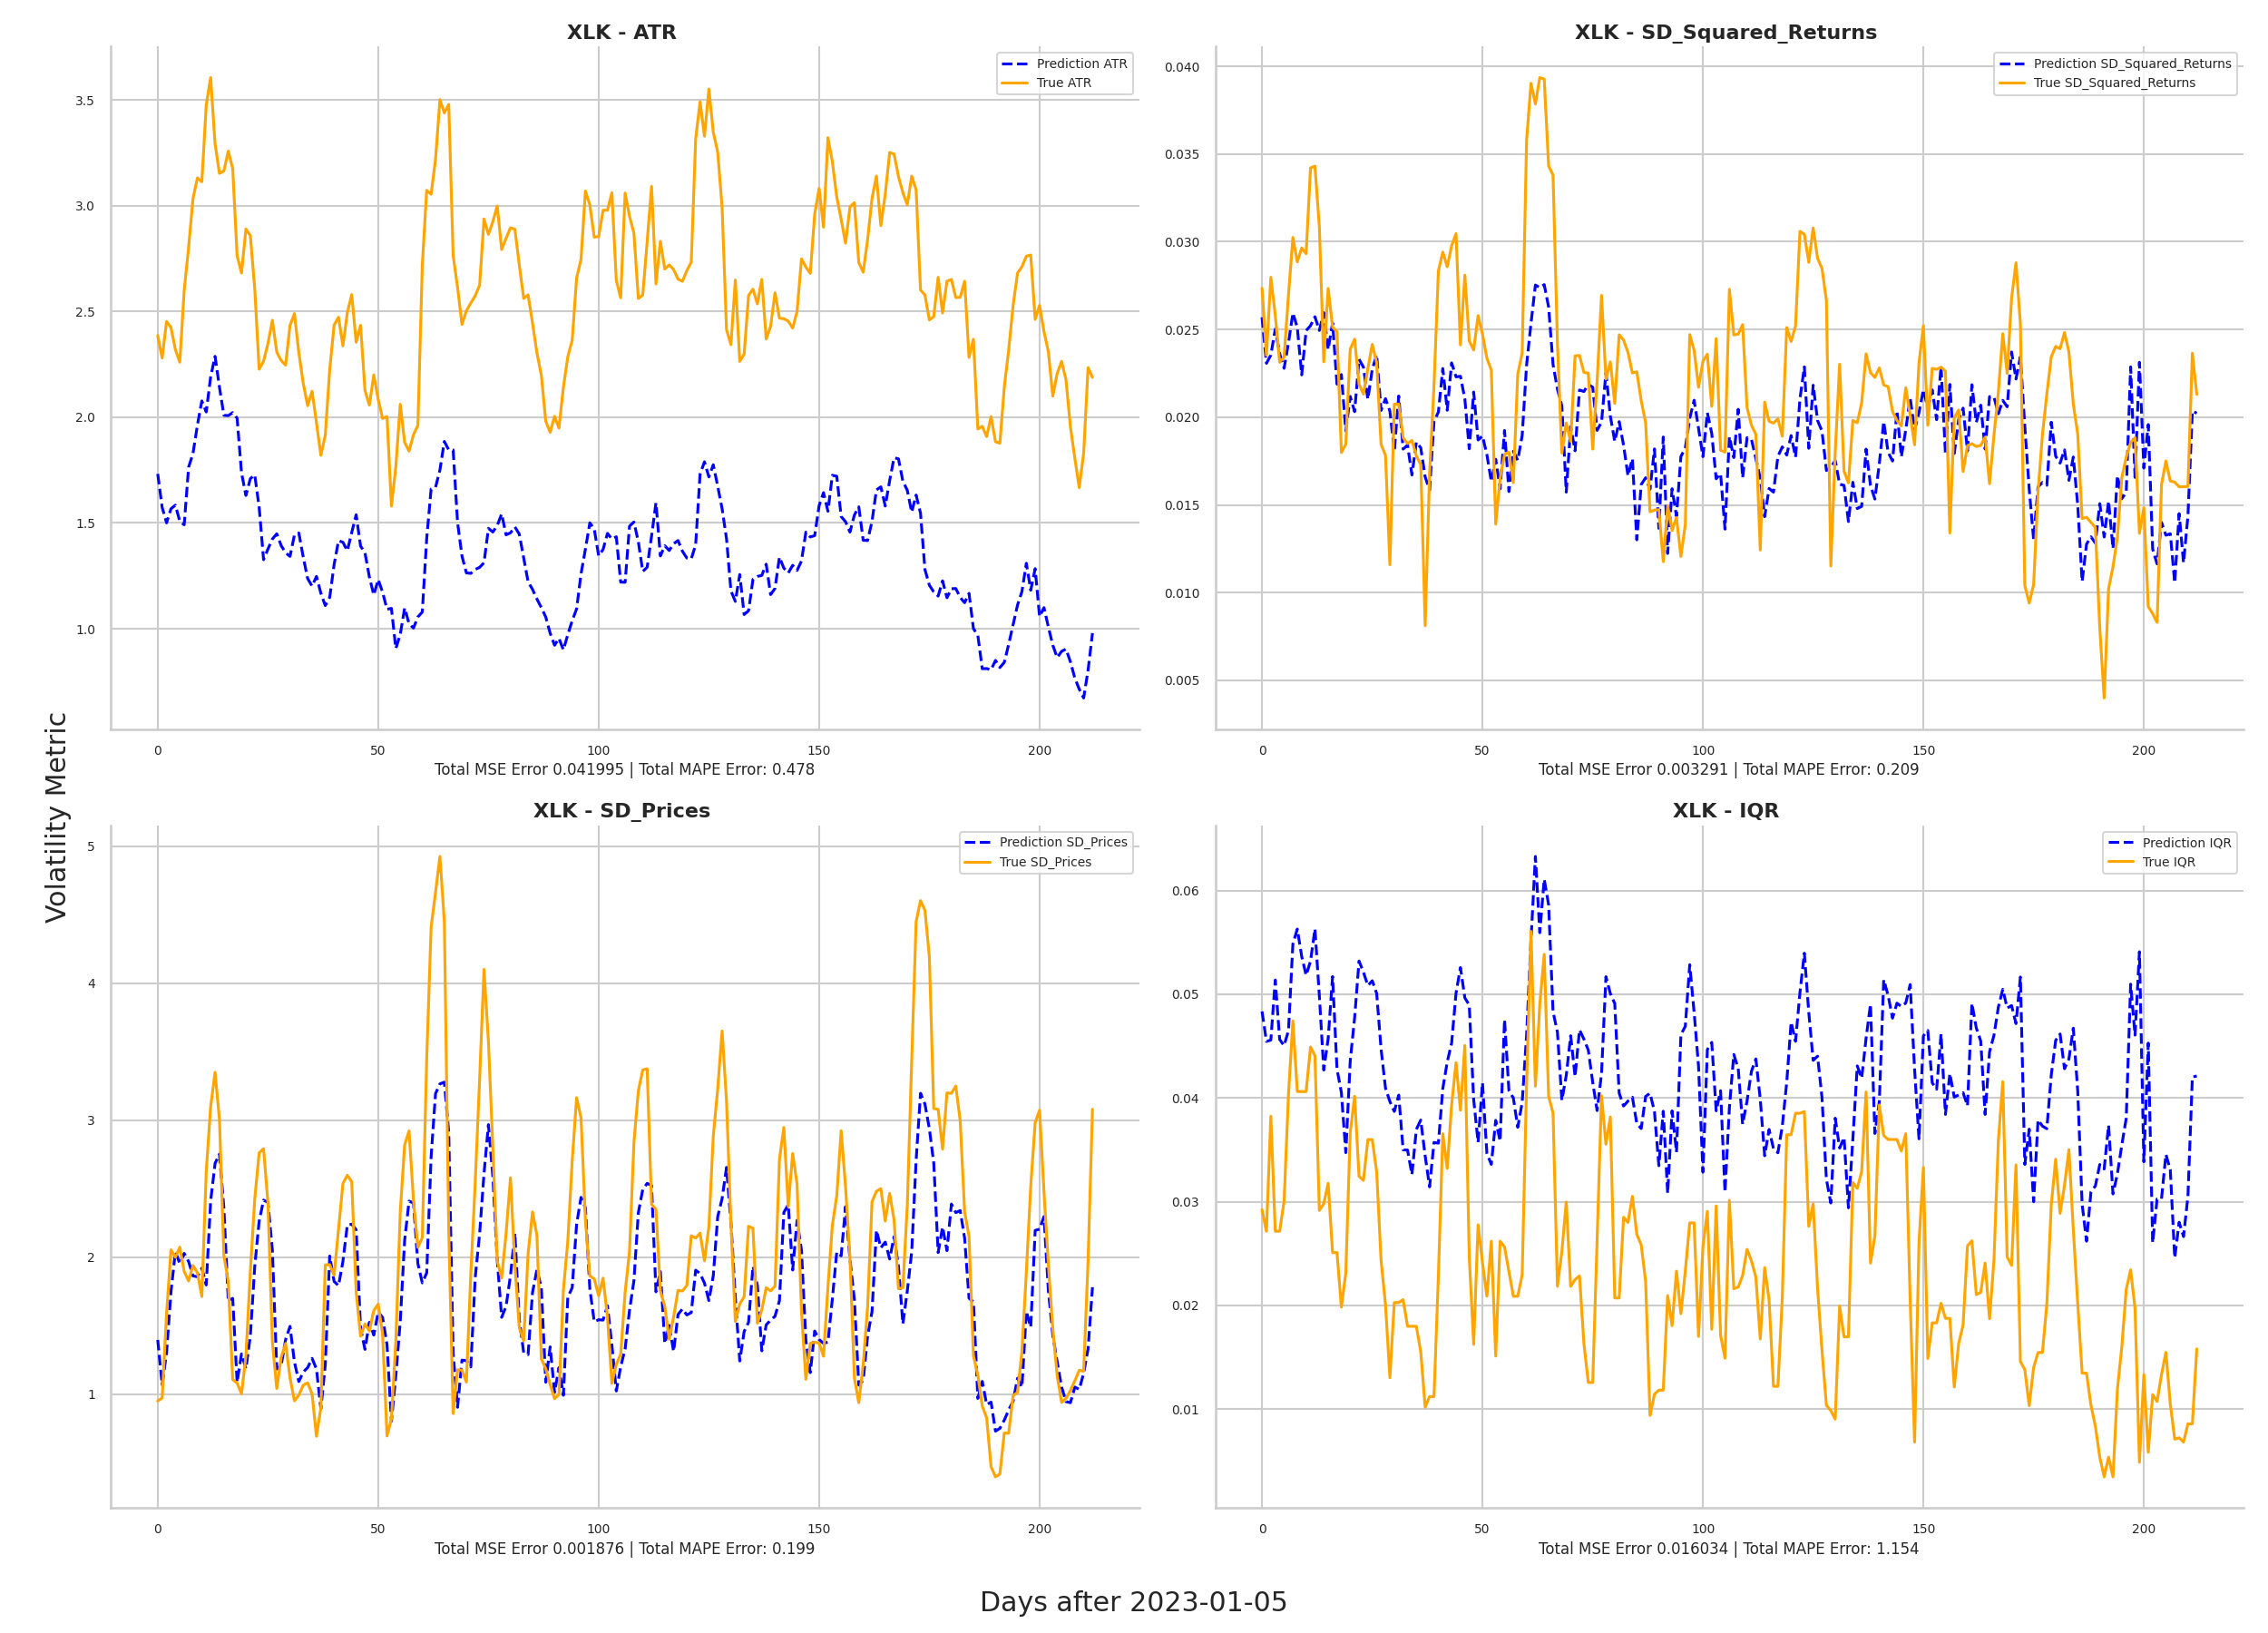 XLK - ATR
Prediction ATR
True ATR
3.5
3.0
2.5
2.0
1.5
1.0
0
50
100
150
200
Total MSE Error 0.041995 | Total MAPE Error: 0.478
XLK - SD_Squared_Returns
Prediction SD_Squared_Returns
True SD_Squared_Returns
0.040
0.035
0.030
0.025
0.020
0.015
0.010
0.005
0
50
100
150
200
Total MSE Error 0.003291 | Total MAPE Error: 0.209
Volatility Metric
XLK - SD_Prices
Prediction SD_Prices
True SD_Prices
5
4
3
2
1
0
50
100
150
200
Total MSE Error 0.001876 | Total MAPE Error: 0.199
XLK - IQR
Prediction IQR
True IQR
0.06
0.05
0.04
0.03
0.02
0.01
0
50
100
150
200
Total MSE Error 0.016034 | Total MAPE Error: 1.154
Days after 2023-01-05